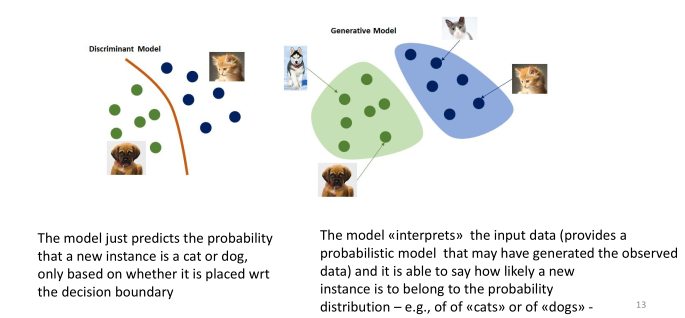 Discriminant Model
Generative Model
The model just predicts the probability
that a new instance is a cat or dog,
only based on whether it is placed wrt
the decision boundary
The model «interprets» the input data (provides a
probabilistic model that may have generated the observed
data) and it is able to say how likely a new
instance is to belong to the probability
distribution – e.g., of of «cats» or of «dogs» -
13